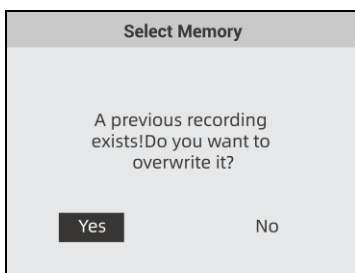 Select Memory
A previous recording
exists!Do you want to
overwrite it?
Yes
No